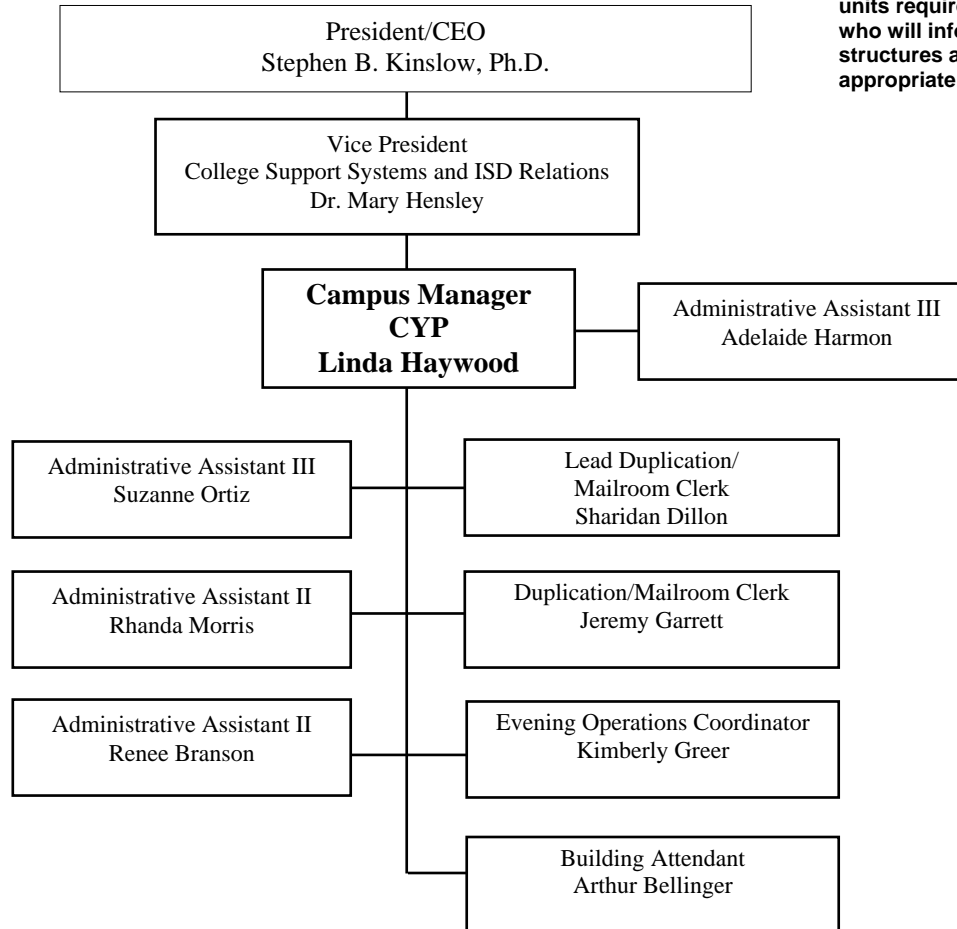 units require
who will info
structures a
appropriate
President/CEO
Stephen B. Kinslow, Ph.D.
Vice President
College Support Systems and ISD Relations
Dr. Mary Hensley
Campus Manager
CYP
Linda Haywood
Administrative Assistant III
Adelaide Harmon
Administrative Assistant III
Suzanne Ortiz
Lead Duplication/
Mailroom Clerk
Sharidan Dillon
Administrative Assistant II
Rhanda Morris
Duplication/Mailroom Clerk
Jeremy Garrett
Administrative Assistant II
Renee Branson
Evening Operations Coordinator
Kimberly Greer
Building Attendant
Arthur Bellinger